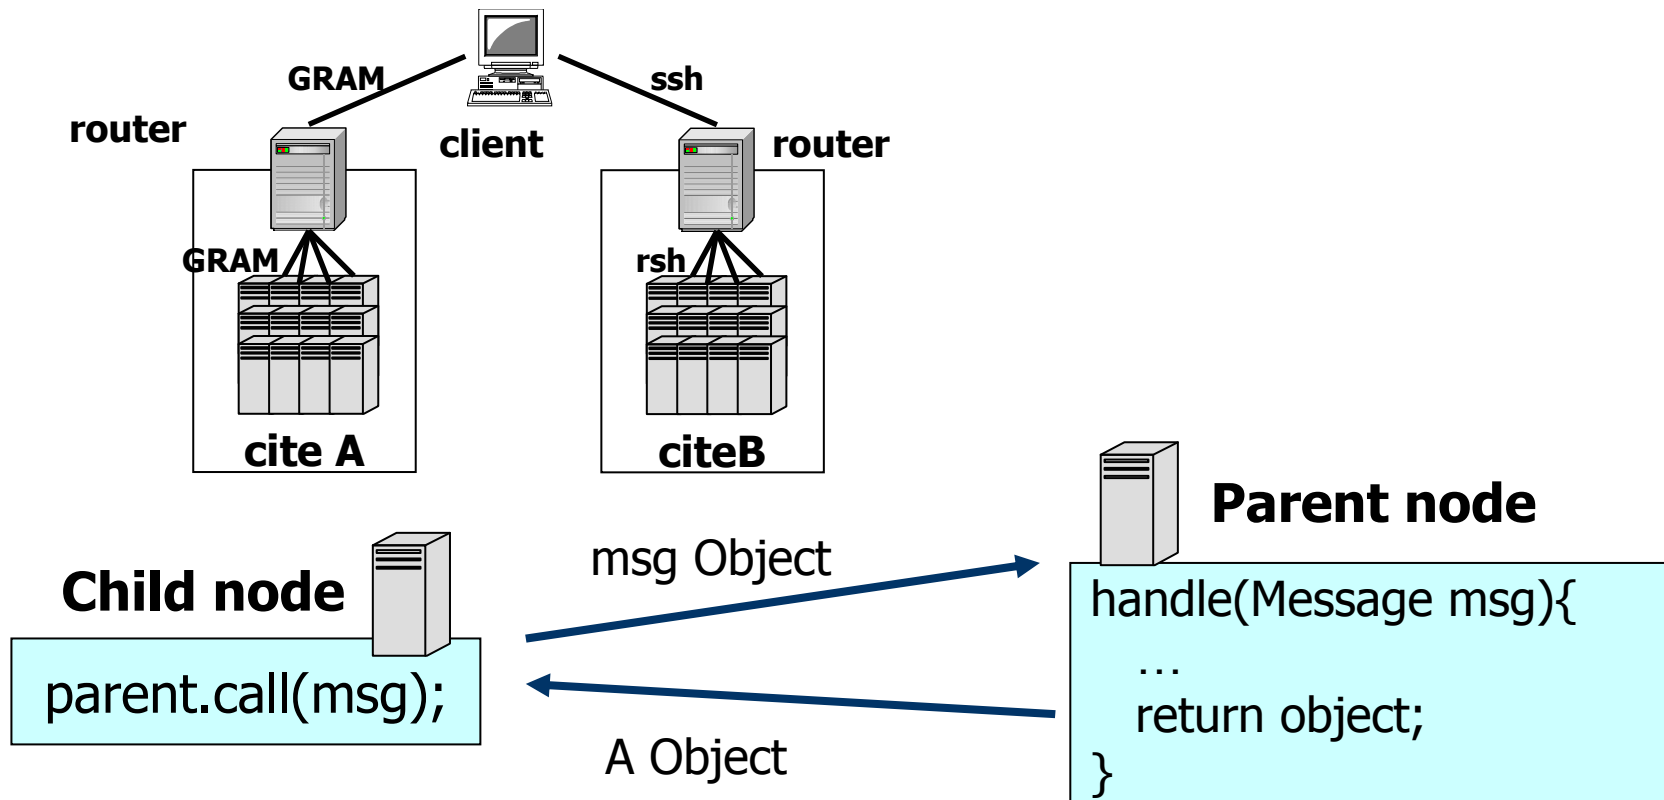 GRAM
ssh
router
client
router
GRAM
rsh
cite A
citeB
Parent node
Child node
msg Object
handle(Message msg){
…
return object;
}
parent.call(msg);
A Object